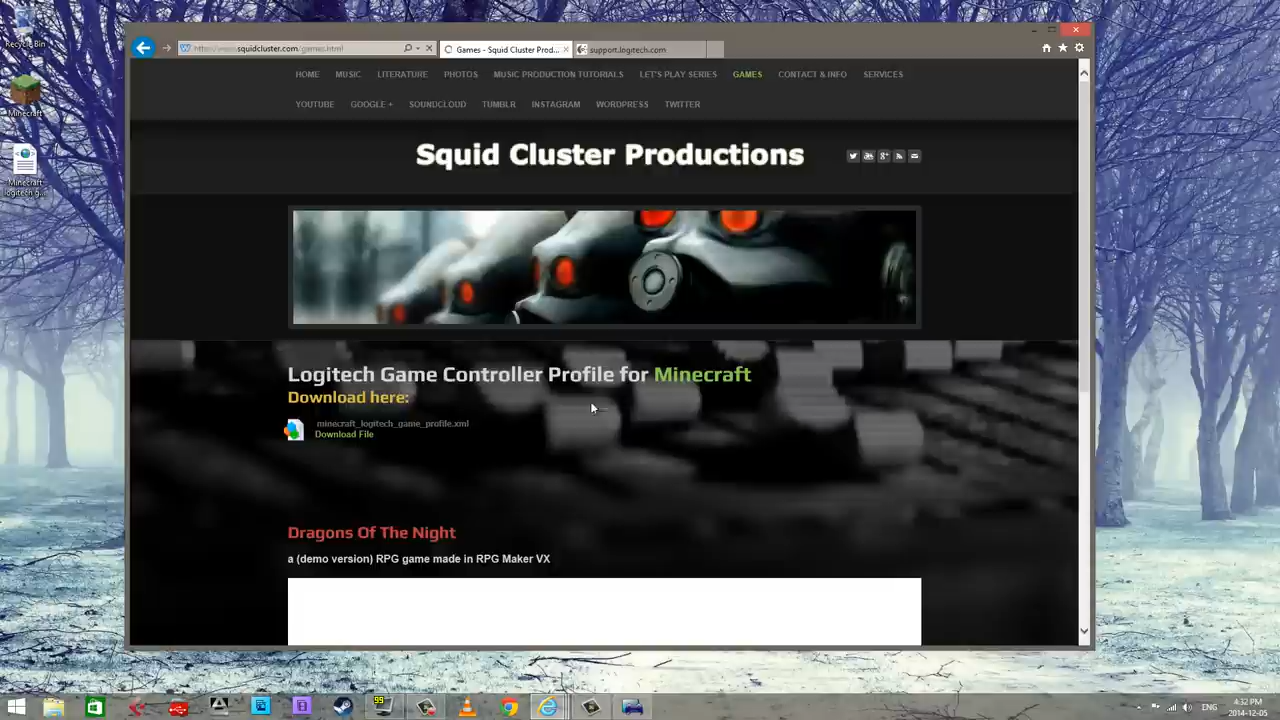 Recycle Bin
Minecraft
Minecraft
logitech g...
squidcluster.com/games.html
Games - Squid Cluster Prod...
support.logitech.com
HOME MUSIC LITERATURE PHOTOS MUSIC PRODUCTION TUTORIALS LET'S PLAY SERIES GAMES CONTACT & INFO SERVICES
YOUTUBE GOOGLE + SOUNDCLOUD TUMBLR INSTAGRAM WORDPRESS TWITTER
Squid Cluster Productions
Logitech Game Controller Profile for Minecraft
Download here:
minecraft_logitech_game_profile.xml
Download File
Dragons Of The Night
a (demo version) RPG game made in RPG Maker VX
99
ENG
4:32 PM
2014-12-05